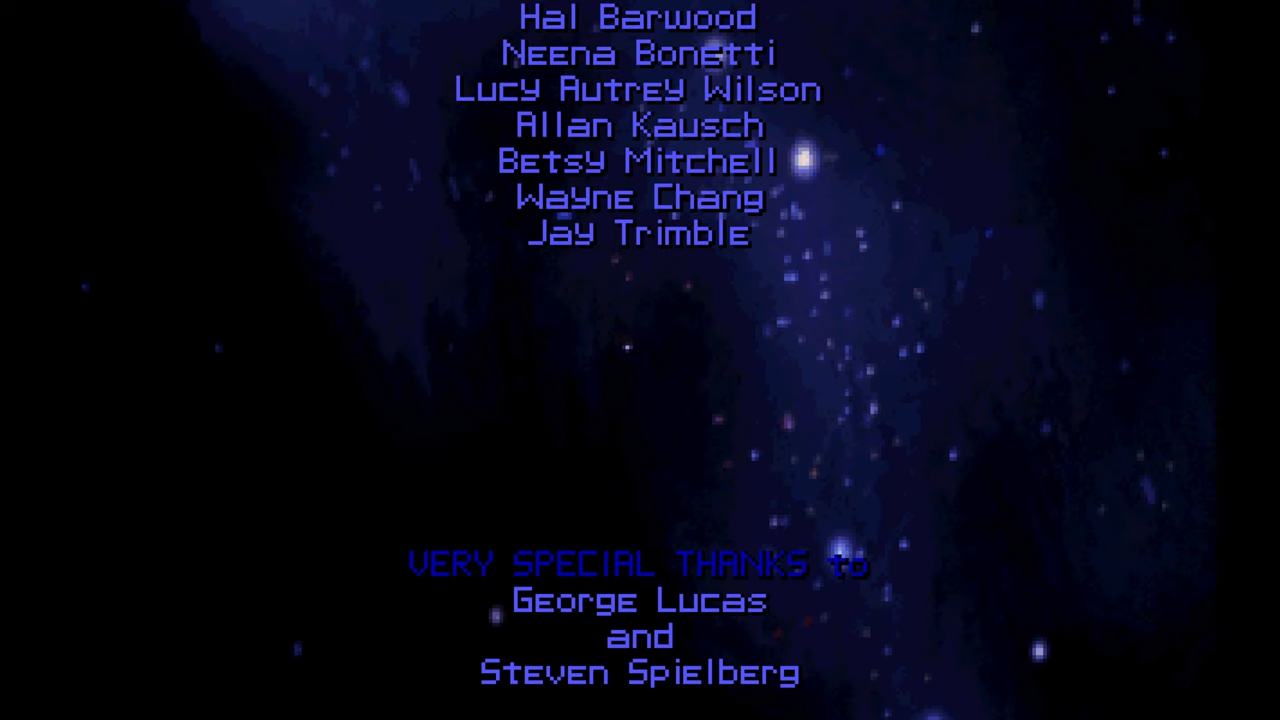 Hal Barwood
Neena Bonetti
Lucy Autrey Wilson
Allan Kausch
Betsy Mitchell
Wayne Chang
Jay Trimble
VERY SPECIAL THANKS to
George Lucas
and
Steven Spielberg